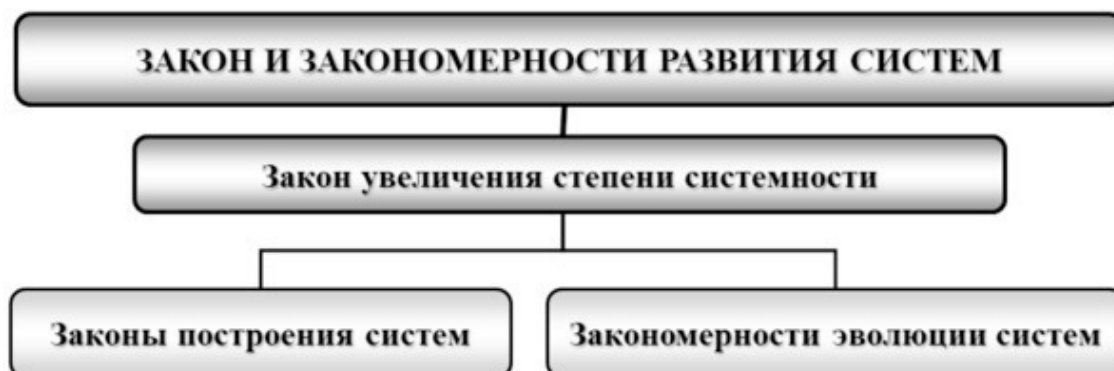 ЗАКОН И ЗАКОНОМЕРНОСТИ РАЗВИТИЯ СИСТЕМ
Закон увеличения степени системности
Законы построения систем
Закономерности эволюции систем